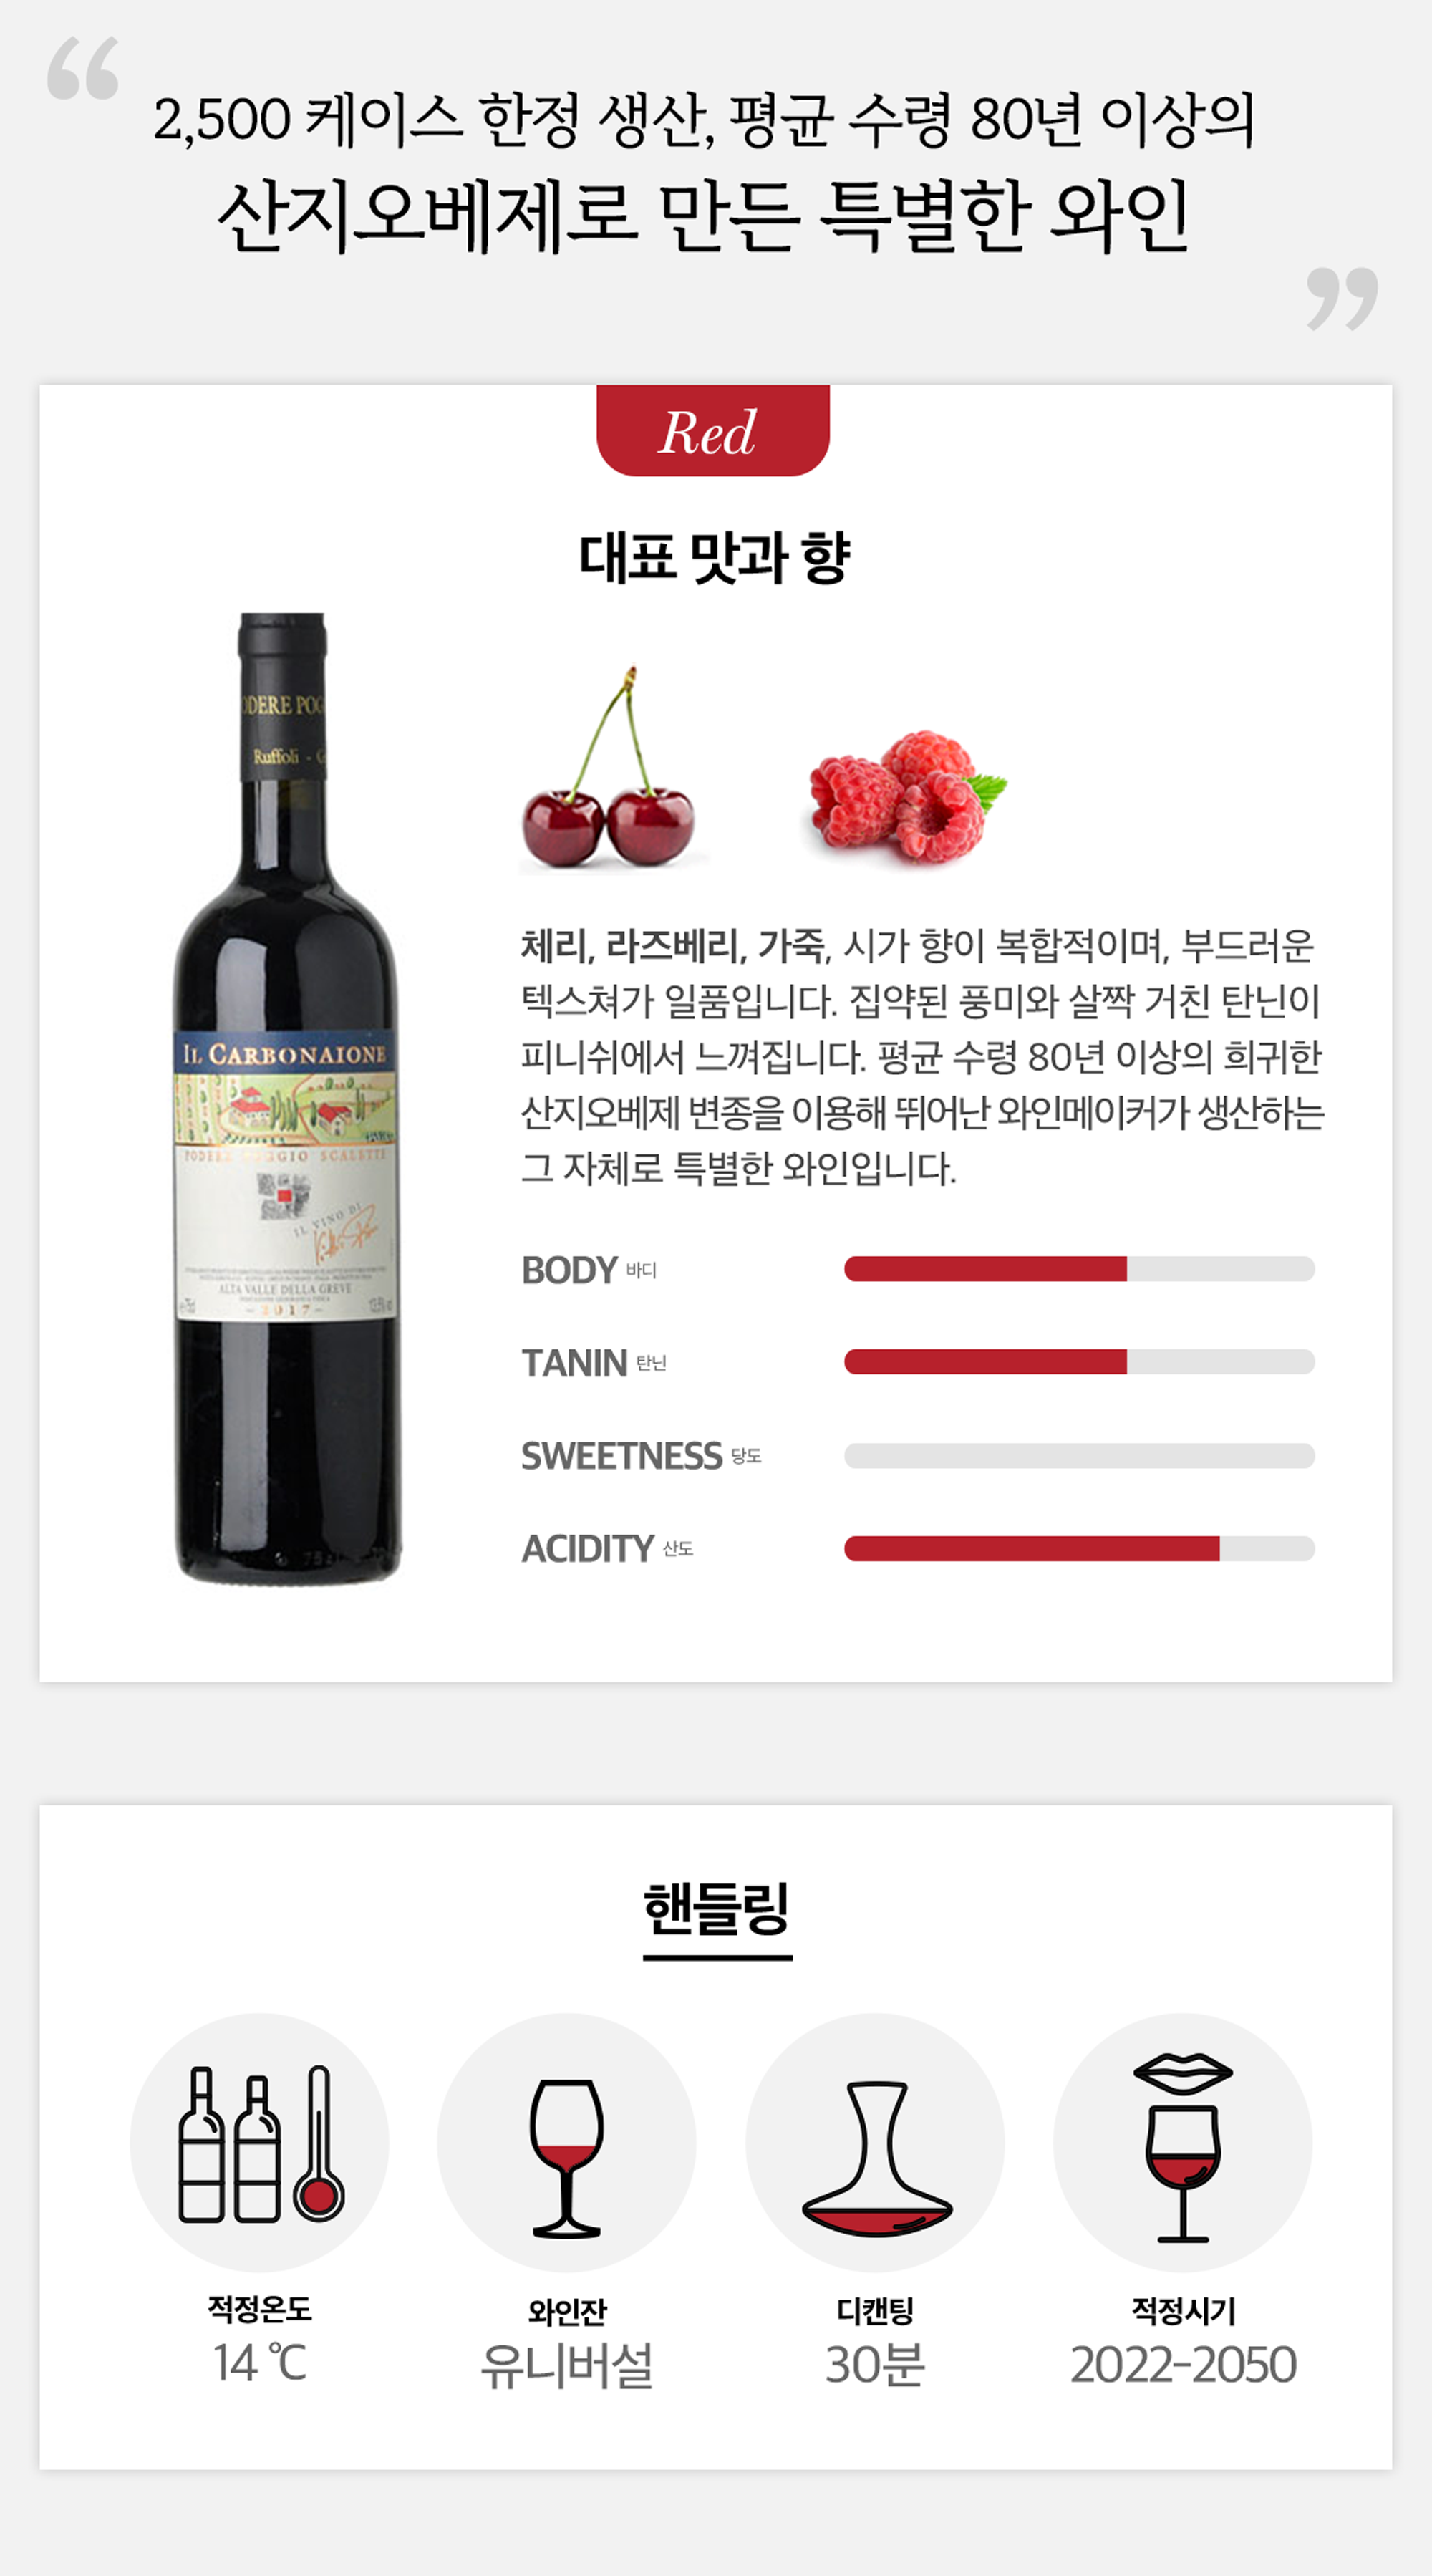 “
2,500 케이스 한정 생산, 평균 수령 80년 이상의
산지오베제로 만든 특별한 와인
”
Red
대표 맛과 향
ODERE POG
Ruffoli - G
체리, 라즈베리, 가죽, 시가 향이 복합적이며, 부드러운
텍스쳐가 일품입니다. 집약된 풍미와 살짝 거친 탄닌이
피니쉬에서 느껴집니다. 평균 수령 80년 이상의 희귀한
산지오베제 변종을 이용해 뛰어난 와인메이커가 생산하는
그 자체로 특별한 와인입니다.
IL CARBONAIONE
PODERE POGGIO SCALETTE
IL VINO DI
ALTA VALLE DELLA GREVE
- 2017 -
BODY 바디
TANIN 탄닌
SWEETNESS 당도
ACIDITY 산도
핸들링
적정온도
14 ℃
와인잔
유니버설
디캔팅
30분
적정시기
2022-2050